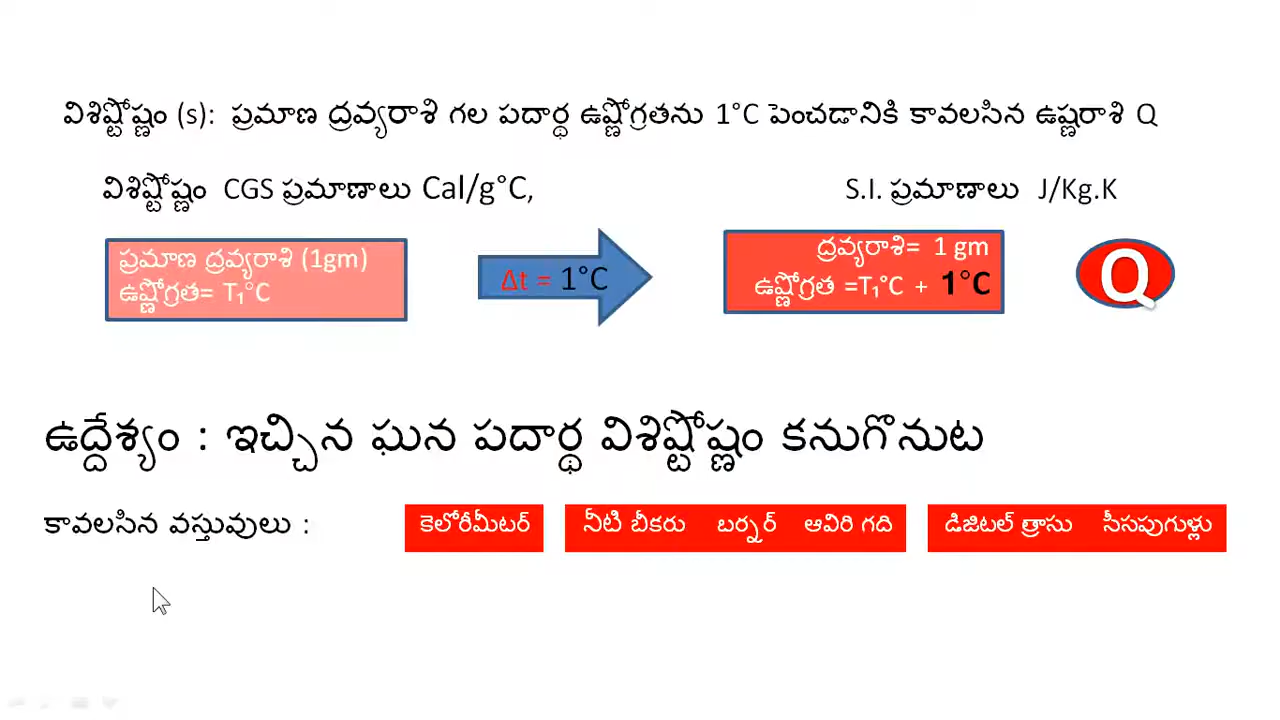 విశిష్టోష్ణం (s): ప్రమాణ ద్రవ్యరాశి గల పదార్థ ఉష్ణోగ్రతను 1°C పెంచడానికి కావలసిన ఉష్ణరాశి Q
విశిష్టోష్ణం CGS ప్రమాణాలు Cal/g°C, S.I. ప్రమాణాలు J/Kg.K
ప్రమాణ ద్రవ్యరాశి (1gm)
ఉష్ణోగ్రత= T₁°C
Δt = 1°C
ద్రవ్యరాశి= 1 gm
ఉష్ణోగ్రత =T₁°C + 1°C
Q
ఉద్దేశ్యం : ఇచ్చిన ఘన పదార్థ విశిష్టోష్ణం కనుగొనుట
కావలసిన వస్తువులు : కెలోరీమీటర్ నీటి బీకరు బర్నర్ ఆవిరి గది డిజిటల్ త్రాసు సీసపుగుళ్లు